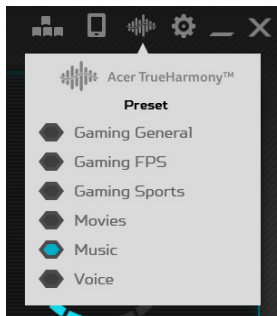 Acer TrueHarmony™
Preset
Gaming General
Gaming FPS
Gaming Sports
Movies
Music
Voice